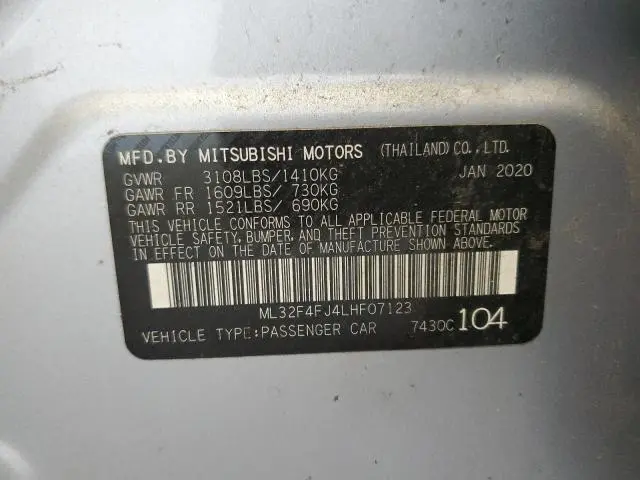 MFD.BY MITSUBISHI MOTORS (THAILAND) CO., LTD.
GVWR 3108LBS/1410KG JAN 2020
GAWR FR 1609LBS/ 730KG
GAWR RR 1521LBS/ 690KG
THIS VEHICLE CONFORMS TO ALL APPLICABLE FEDERAL MOTOR
VEHICLE SAFETY, BUMPER, AND THEFT PREVENTION STANDARDS
IN EFFECT ON THE DATE OF MANUFACTURE SHOWN ABOVE.
ML32F4FJ4LHF07123
VEHICLE TYPE:PASSENGER CAR 7430C 104